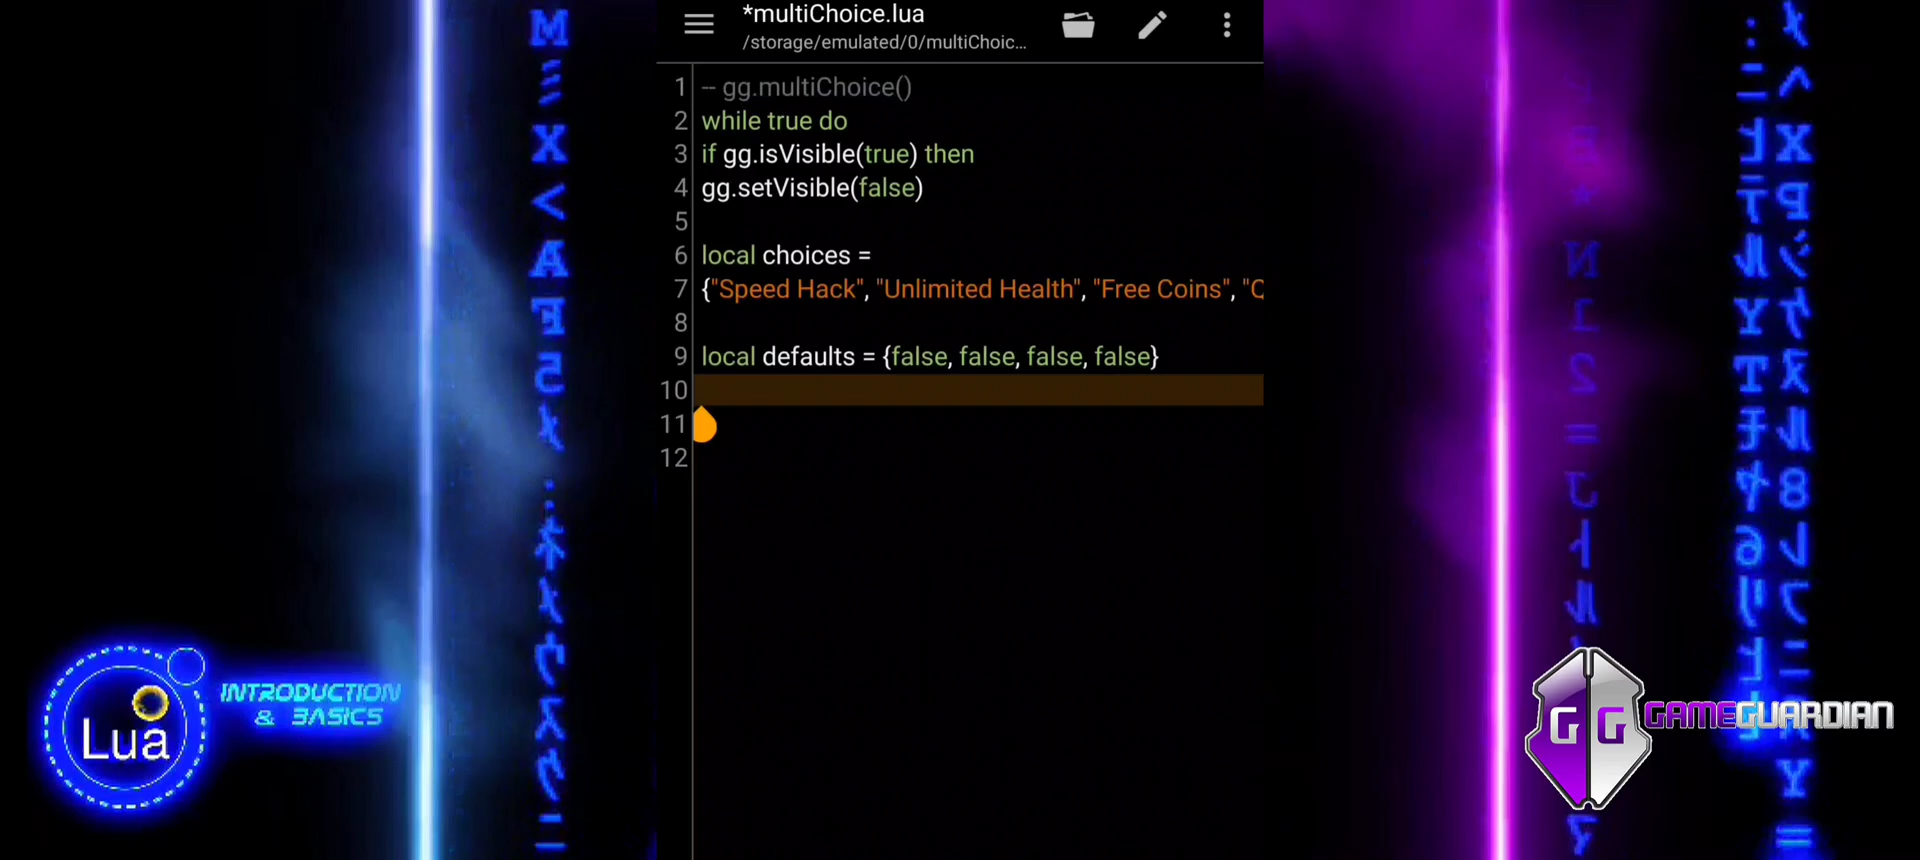 *multiChoice.lua
/storage/emulated/0/multiChoic...
1 -- gg.multiChoice()
2 while true do
3 if gg.isVisible(true) then
4 gg.setVisible(false)
5
6 local choices =
7 {"Speed Hack", "Unlimited Health", "Free Coins", "Q
8
9 local defaults = {false, false, false, false}
10
11
12
Lua
INTRODUCTION
& BASICS
GG
GAMEGUARDIAN